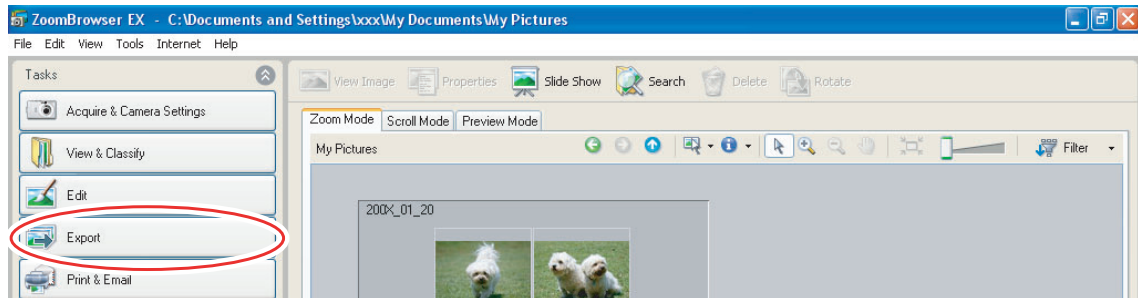 ZoomBrowser EX - C:\Documents and Settings\xxx\My Documents\My Pictures
File Edit View Tools Internet Help
Tasks
Acquire & Camera Settings
View & Classify
Edit
Export
Print & Email
View Image Properties Slide Show Search Delete Rotate
Zoom Mode Scroll Mode Preview Mode
My Pictures
Filter
200X_01_20